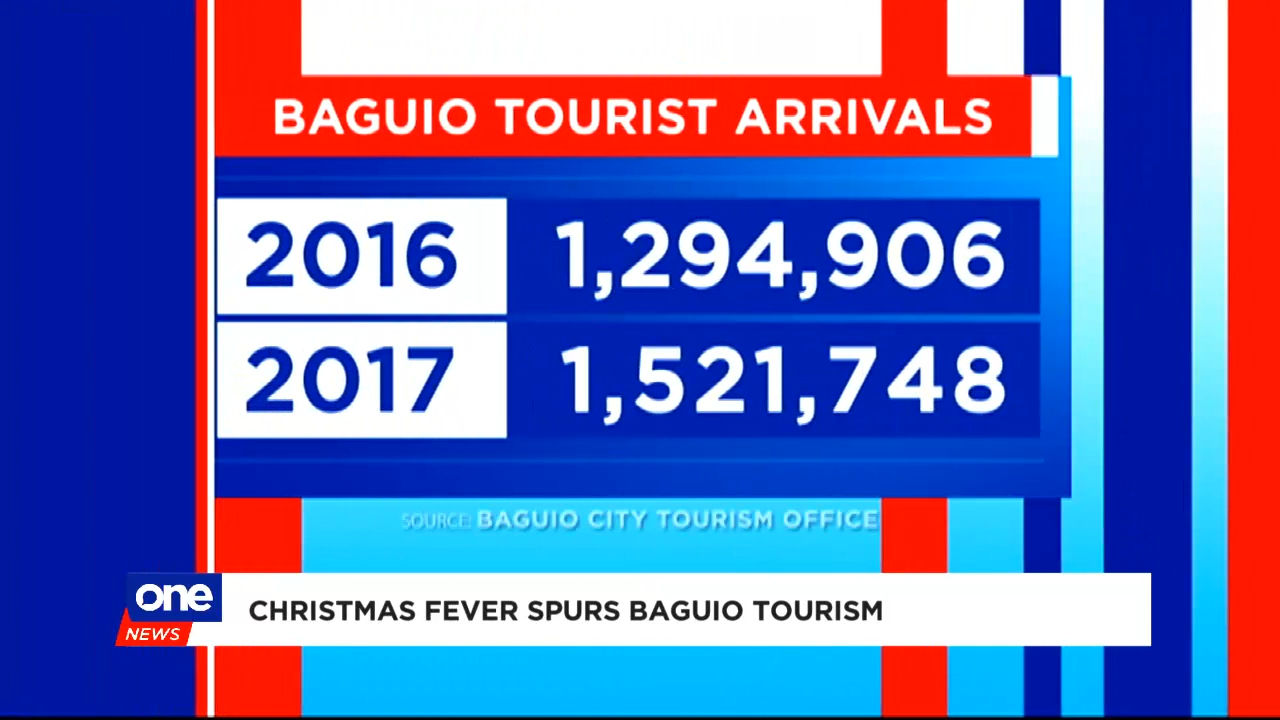 BAGUIO TOURIST ARRIVALS
2016 1,294,906
2017 1,521,748
SOURCE: BAGUIO CITY TOURISM OFFICE
one
NEWS
CHRISTMAS FEVER SPURS BAGUIO TOURISM